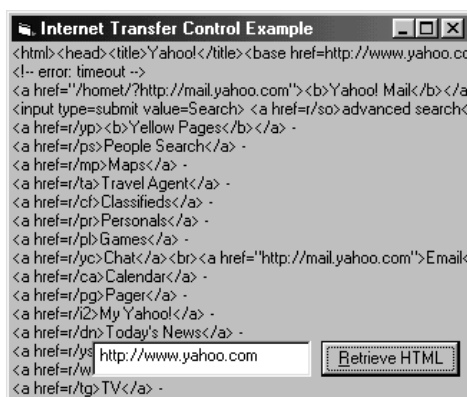 Internet Transfer Control Example
<html><head><title>Yahoo!</title><base href=http://www.yahoo.co
<!-- error: timeout -->
<a href="/homet/?http://mail.yahoo.com"><b>Yahoo! Mail</b></a
<input type=submit value=Search> <a href=r/so>advanced search<
<a href=r/yp><b>Yellow Pages</b></a> -
<a href=r/ps>People Search</a> -
<a href=r/mp>Maps</a> -
<a href=r/ta>Travel Agent</a> -
<a href=r/cf>Classifieds</a> -
<a href=r/pr>Personals</a> -
<a href=r/pl>Games</a> -
<a href=r/yc>Chat</a><br><a href="http://mail.yahoo.com">Email<
<a href=r/ca>Calendar</a> -
<a href=r/pg>Pager</a> -
<a href=r/i2>My Yahoo!</a> -
<a href=r/dn>Today's News</a> -
<a href=r/ys
http://www.yahoo.com
Retrieve HTML
<a href=r/w
<a href=r/tg>TV</a> -